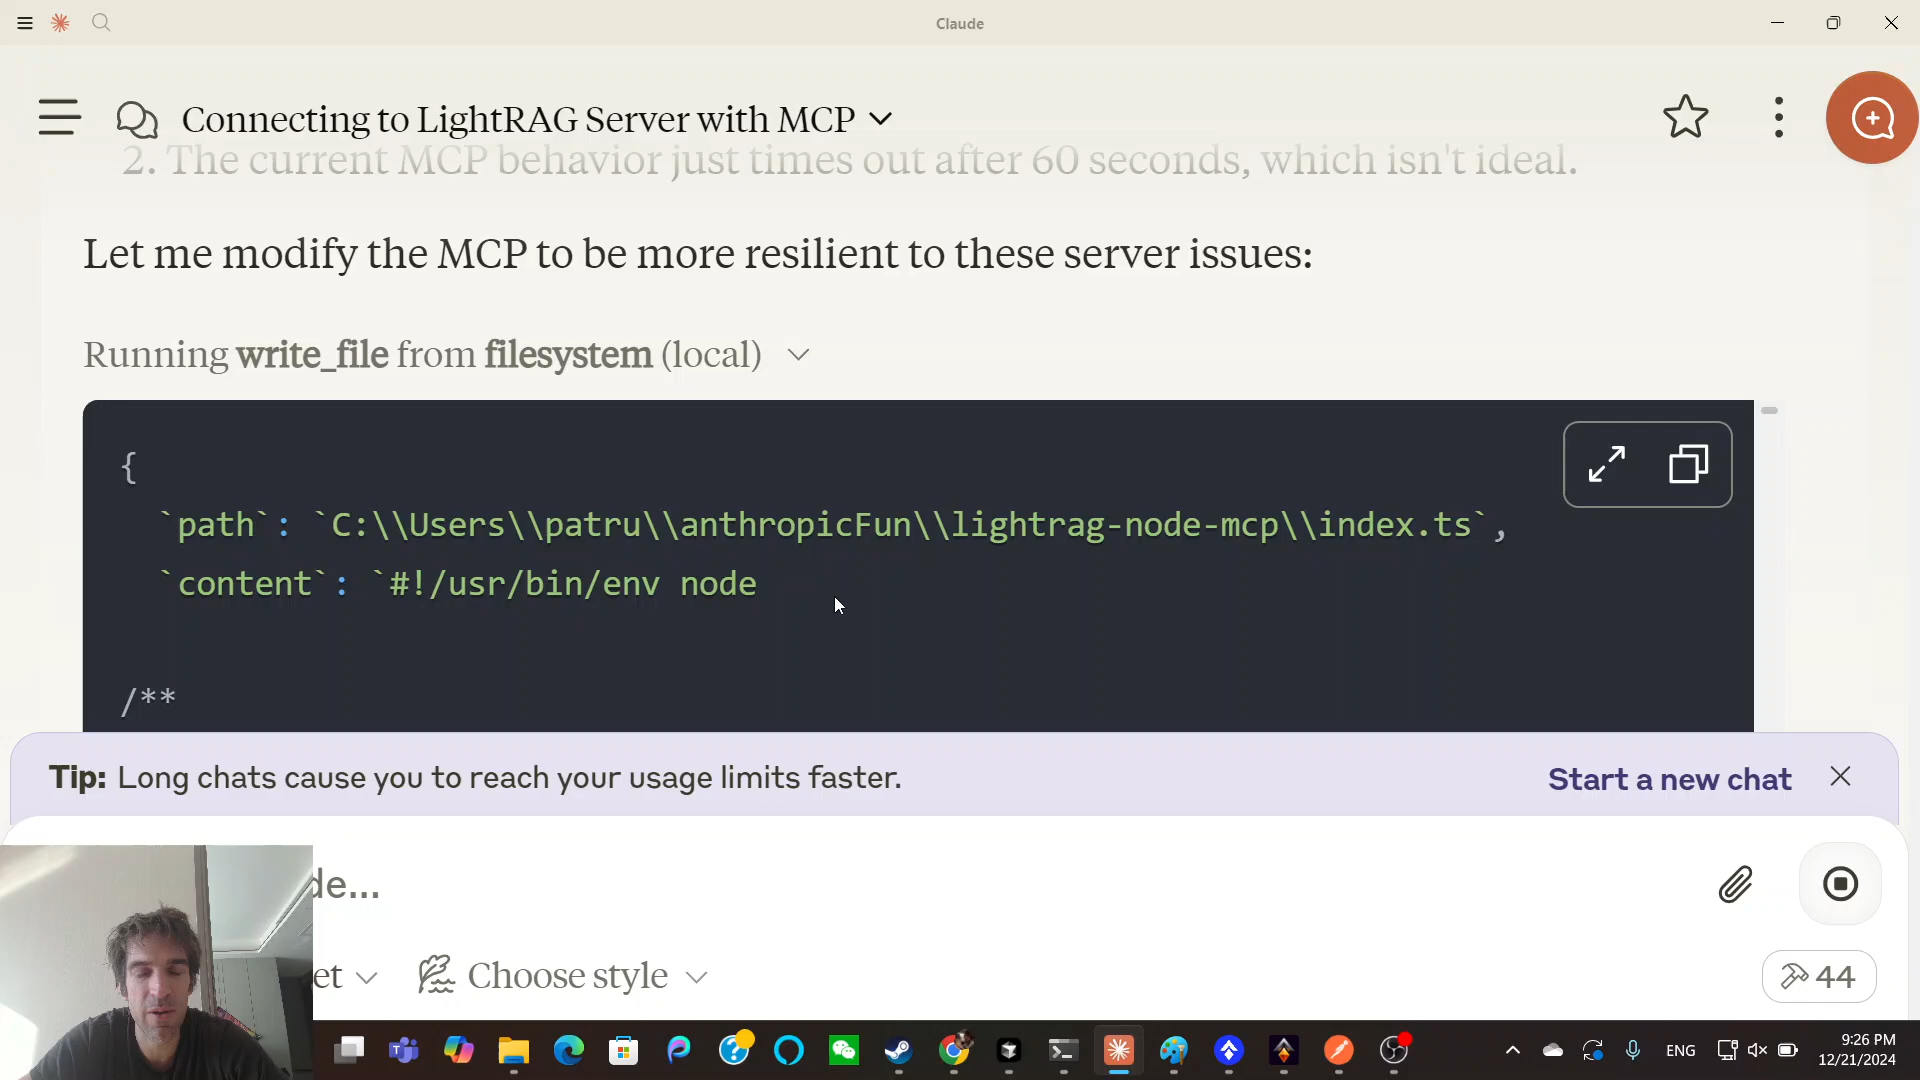 Claude
Connecting to LightRAG Server with MCP
2. The current MCP behavior just times out after 60 seconds, which isn't ideal.
Let me modify the MCP to be more resilient to these server issues:
Running write_file from filesystem (local)
{
`path`: `C:\\Users\\patru\\anthropicFun\\lightrag-node-mcp\\index.ts`,
`content`: `#!/usr/bin/env node
/**
Tip: Long chats cause you to reach your usage limits faster.
Start a new chat
de...
et
Choose style
44
ENG
9:26 PM
12/21/2024